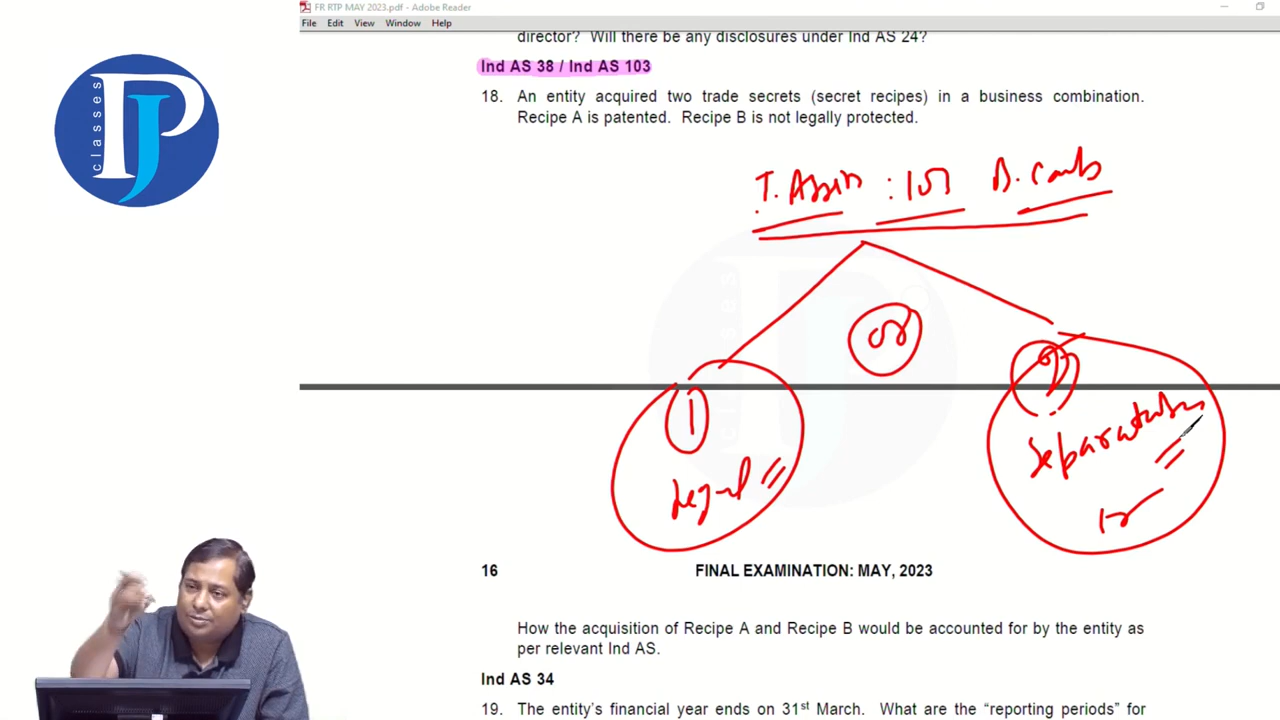 FR RTP MAY 2023.pdf - Adobe Reader
File Edit View Window Help
classes
PJ
director? Will there be any disclosures under Ind AS 24?
Ind AS 38 / Ind AS 103
18. An entity acquired two trade secrets (secret recipes) in a business combination.
Recipe A is patented. Recipe B is not legally protected.
: 103 B. Comb
or
1
2
Legal
16 FINAL EXAMINATION: MAY, 2023
How the acquisition of Recipe A and Recipe B would be accounted for by the entity as
per relevant Ind AS.
Ind AS 34
19. The entity's financial year ends on 31st March. What are the "reporting periods" for